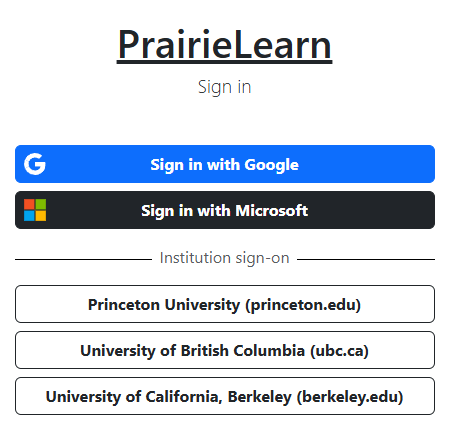 PrairieLearn
Sign in
Sign in with Google
Sign in with Microsoft
Institution sign-on
Princeton University (princeton.edu)
University of British Columbia (ubc.ca)
University of California, Berkeley (berkeley.edu)